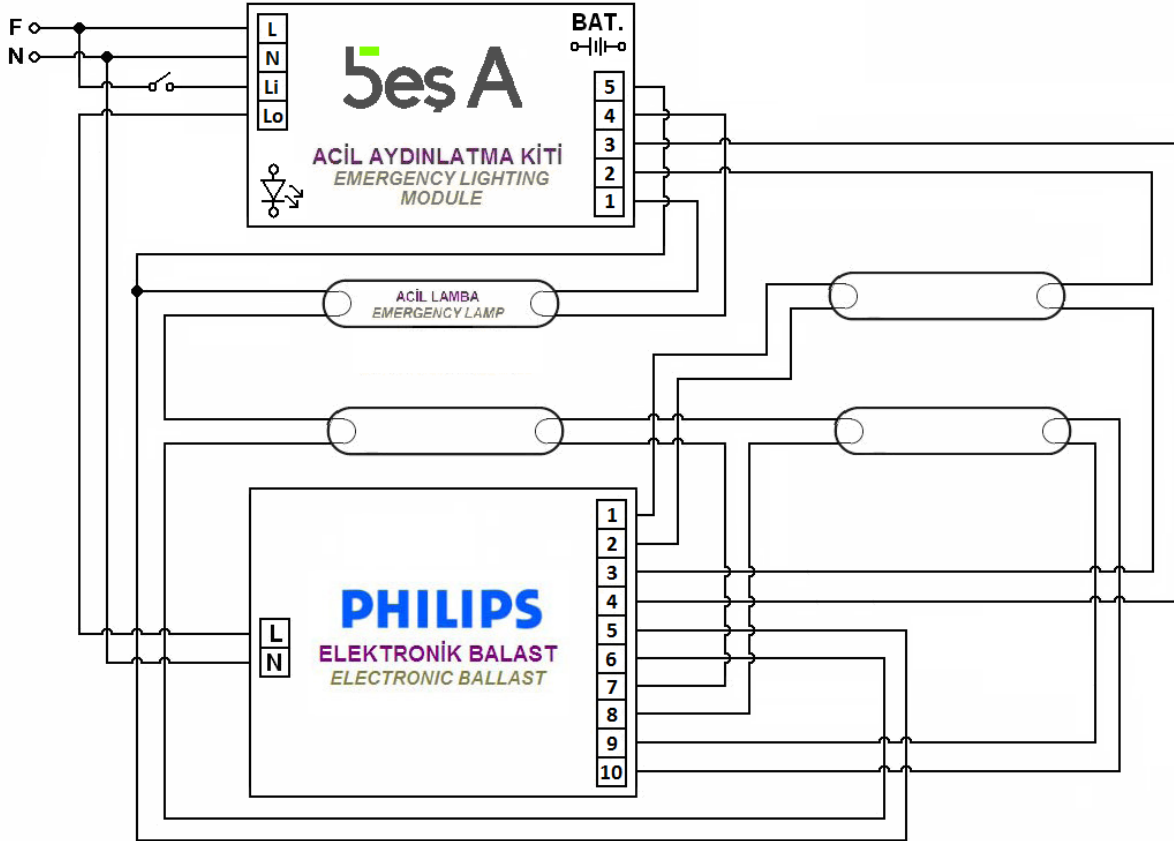 F
N
L
N
Li
Lo
BAT.
5
4
3
2
1
beş A
ACİL AYDINLATMA KİTİ
EMERGENCY LIGHTING
MODULE
ACİL LAMBA
EMERGENCY LAMP
1
2
3
4
5
6
7
8
9
10
L
N
PHILIPS
ELEKTRONİK BALAST
ELECTRONIC BALLAST